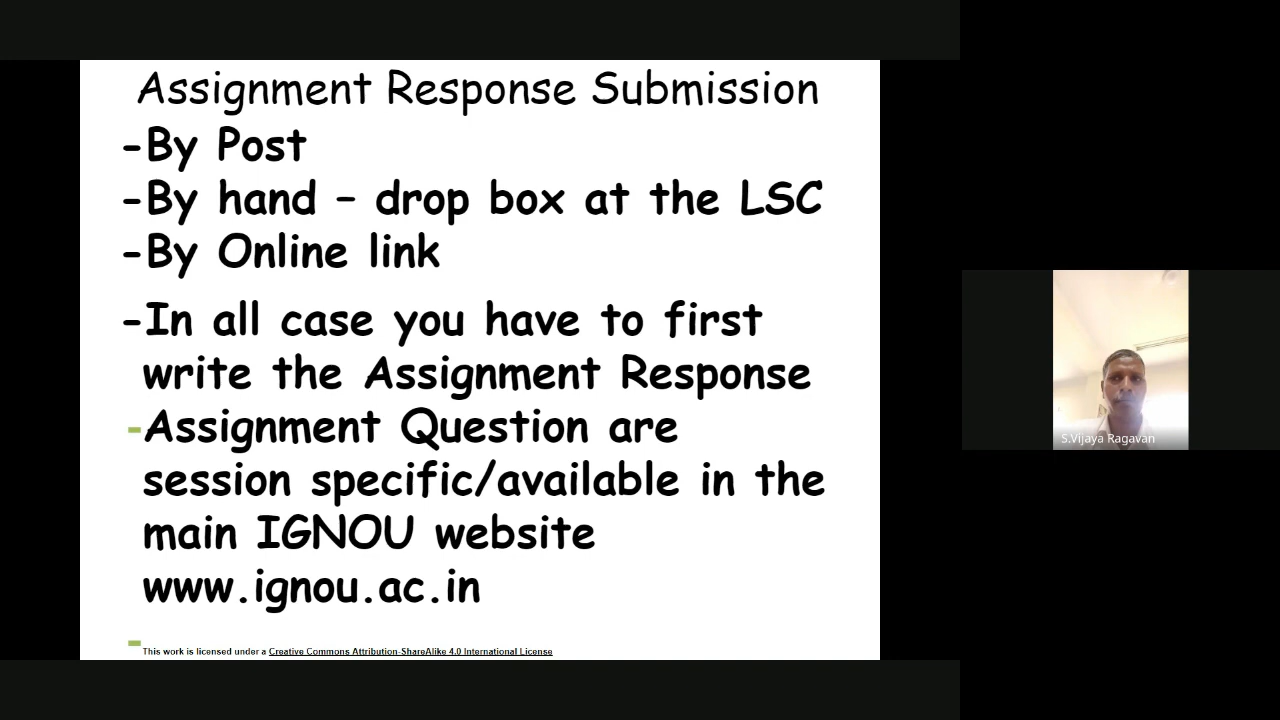 Assignment Response Submission
-By Post
-By hand – drop box at the LSC
-By Online link
-In all case you have to first
write the Assignment Response
-Assignment Question are
session specific/available in the
main IGNOU website
www.ignou.ac.in
-
This work is licensed under a Creative Commons Attribution-ShareAlike 4.0 International License
S.Vijaya Ragavan